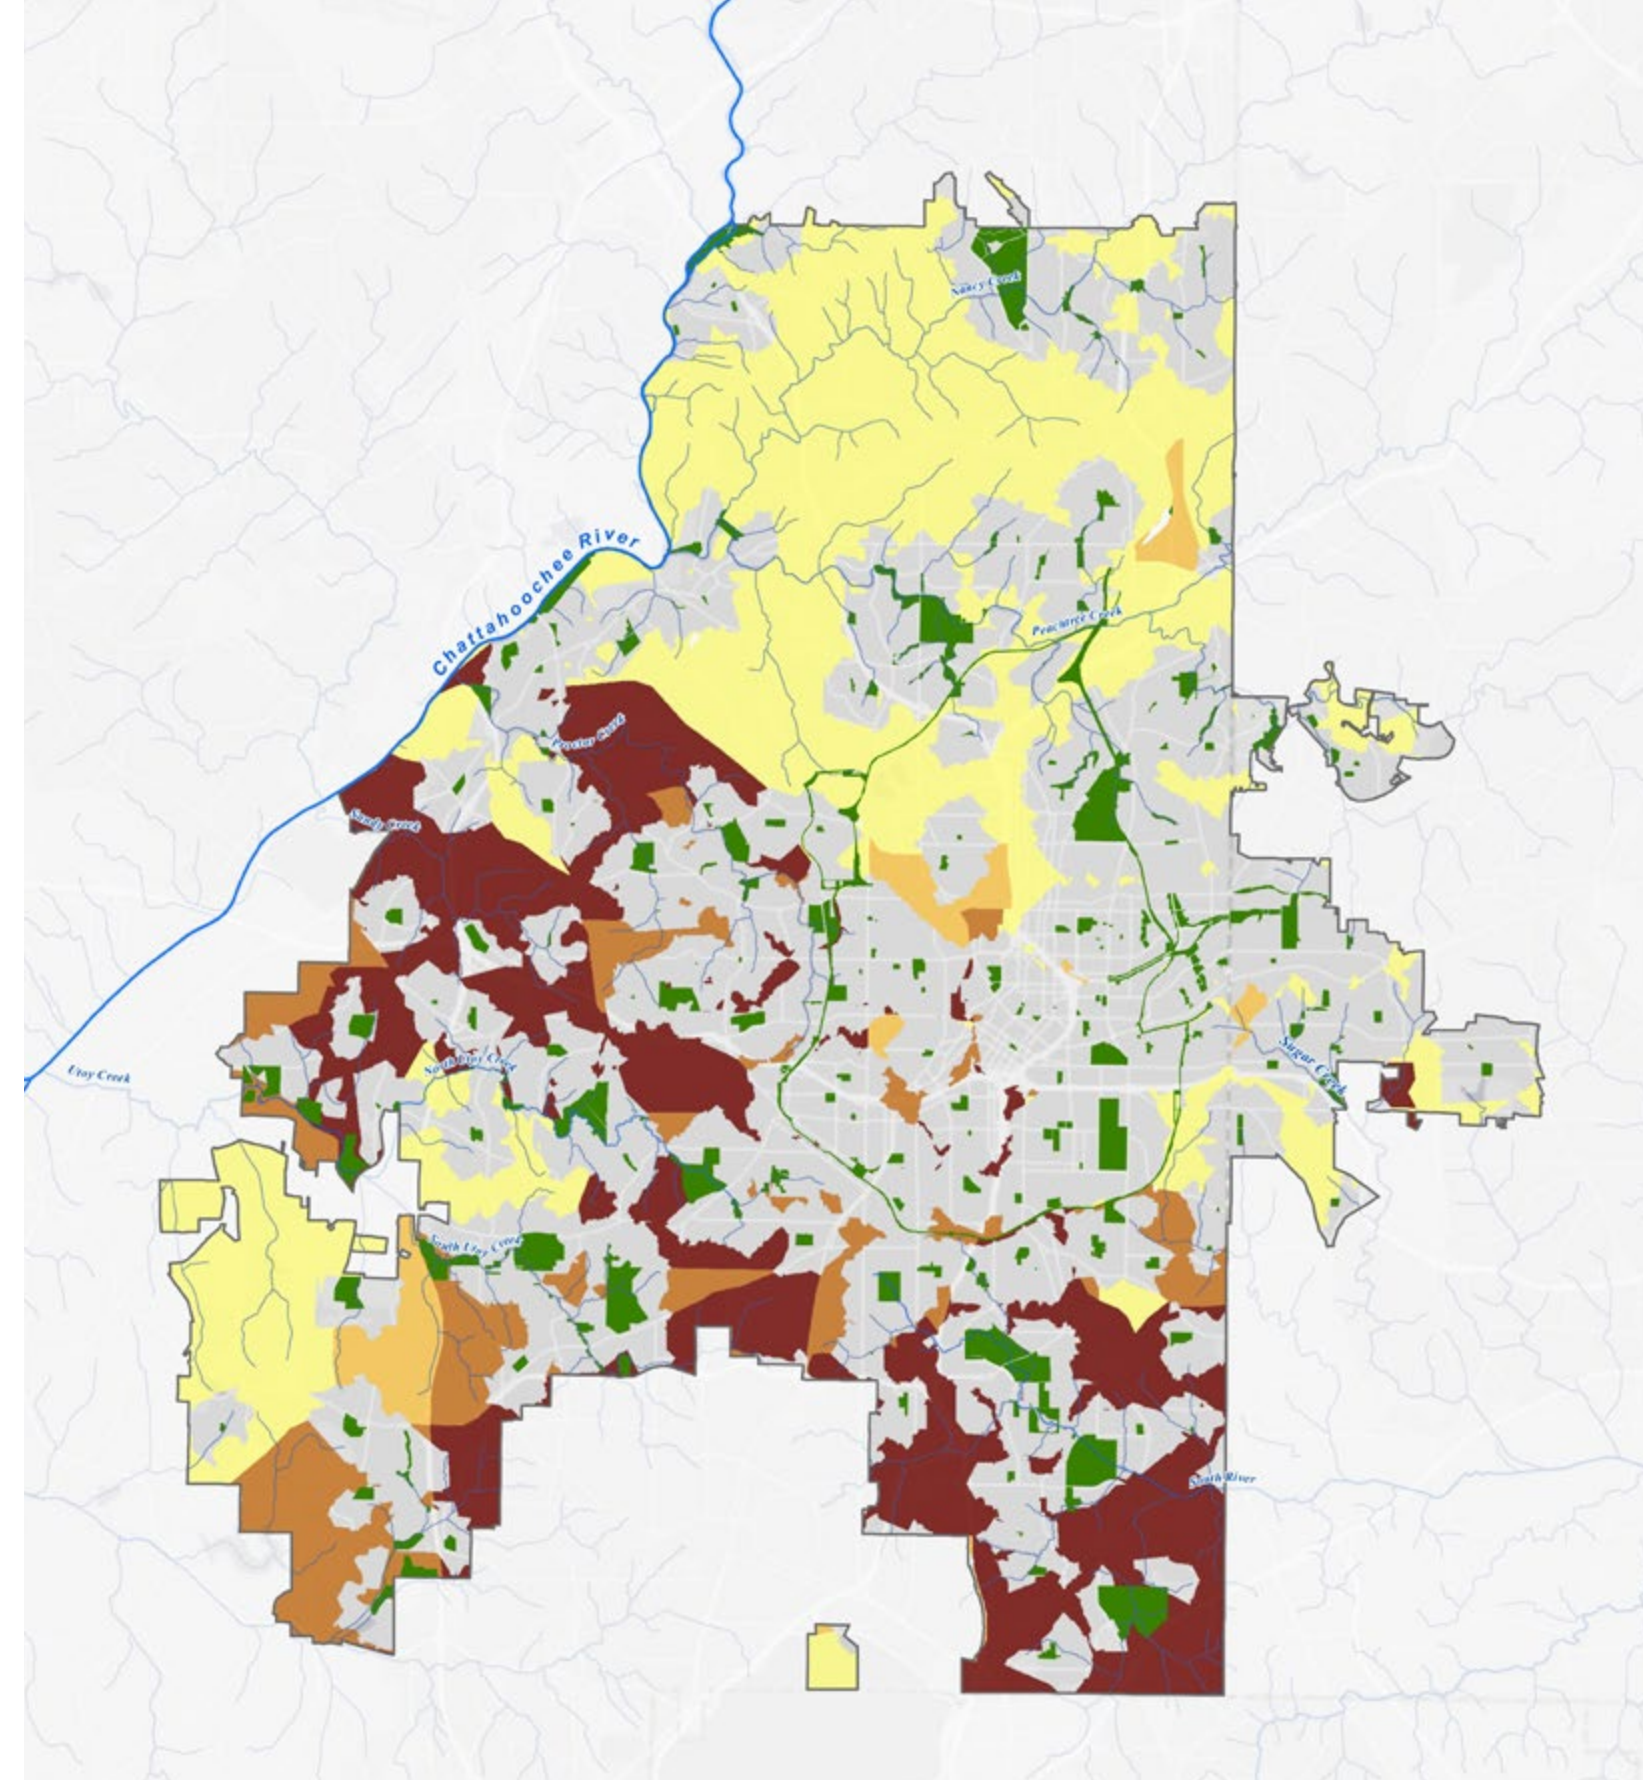 Nancy Creek
Chattahoochee River
Peachtree Creek
Proctor Creek
Sandy Creek
Utoy Creek
North Utoy Creek
Sugar Creek
South Utoy Creek
South River